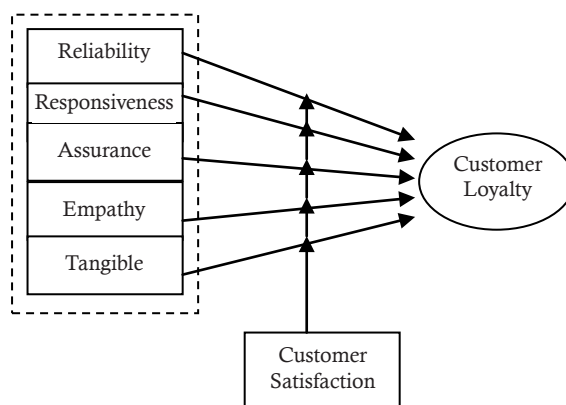 Reliability
Responsiveness
Assurance
Empathy
Tangible
Customer
Loyalty
Customer
Satisfaction